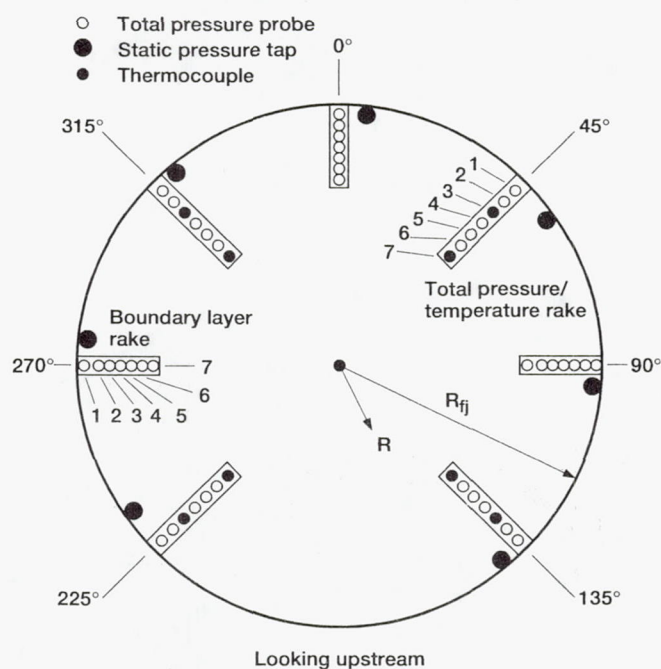 Total pressure probe
Static pressure tap
Thermocouple
0°
315°
45°
1
2
3
4
5
6
7
Total pressure/
temperature rake
Boundary layer
rake
270°
7
90°
6
1 2 3 4 5
R
R_fj
225°
135°
Looking upstream